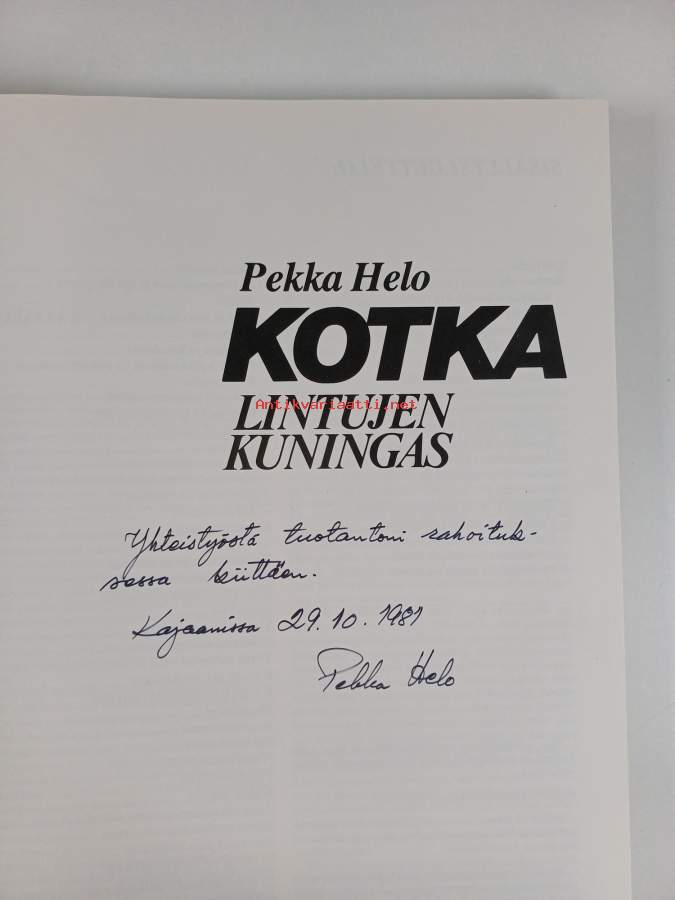 Pekka Helo
KOTKA
Antikvariaatti.net
LINTUJEN
KUNINGAS
Yhteistyöstä tuotantoni rahoituk-
sessa kiittäen.
Kajaanissa 29.10.1981
Pekka Helo